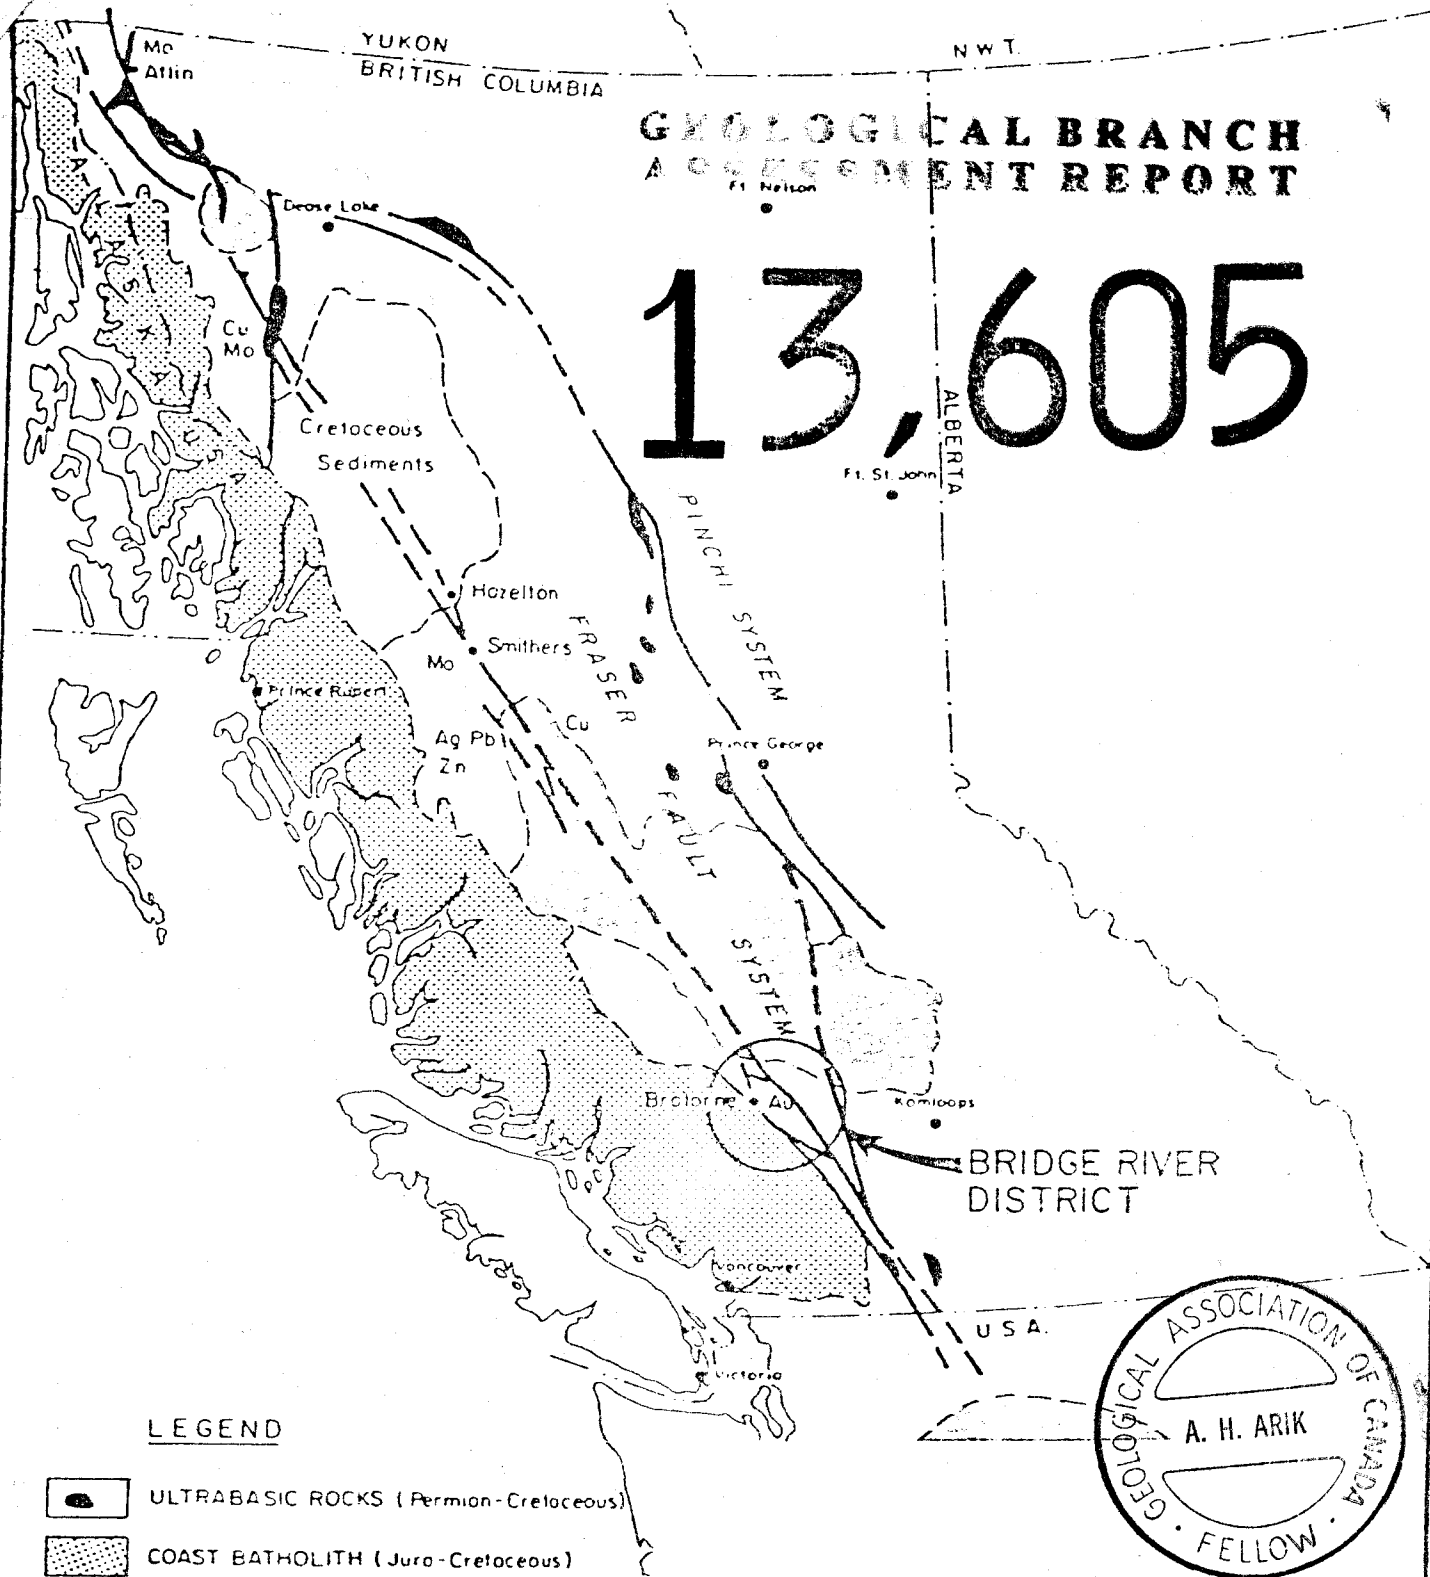 YUKON
BRITISH COLUMBIA
N W T.
Mo
Atlin
GEOLOGICAL BRANCH
ASSESSMENT REPORT
Ft. Nelson
Dease Lake
13,605
ALASKA
U S A
Cu
Mo
Cretaceous
Sediments
ALBERTA
Ft. St. John
PINCHI SYSTEM
Hazelton
Smithers
Mo
FRASER FAULT SYSTEM
Prince Rupert
Cu
Ag Pb
Zn
Prince George
Bralorne
Au
Kamloops
BRIDGE RIVER
DISTRICT
Vancouver
U S A.
Victoria
GEOLOGICAL ASSOCIATION OF CANADA
A. H. ARIK
FELLOW
LEGEND
ULTRABASIC ROCKS (Permian-Cretaceous)
COAST BATHOLITH (Juro-Cretaceous)